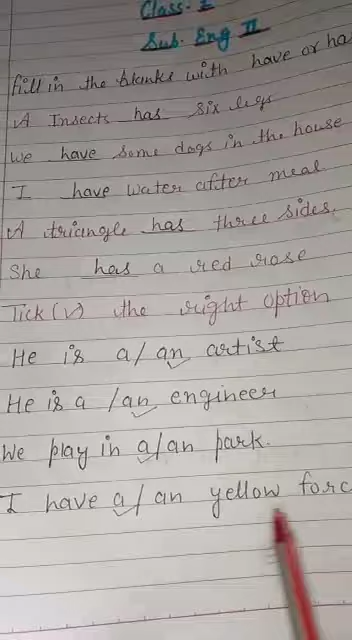 Class- I
Sub. Eng II
fill in the blanks with have or ha
A Insects has six legs
We have some dogs in the house
I have water after meal
A triangle has three sides.
She has a red rose
Tick (√) the right option
He is a/an artist
He is a/an engineer
We play in a/an park.
I have a/an yellow forc